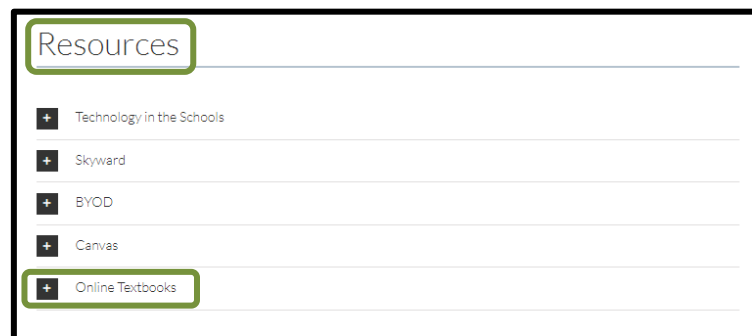 Resources
+ Technology in the Schools
+ Skyward
+ BYOD
+ Canvas
+ Online Textbooks